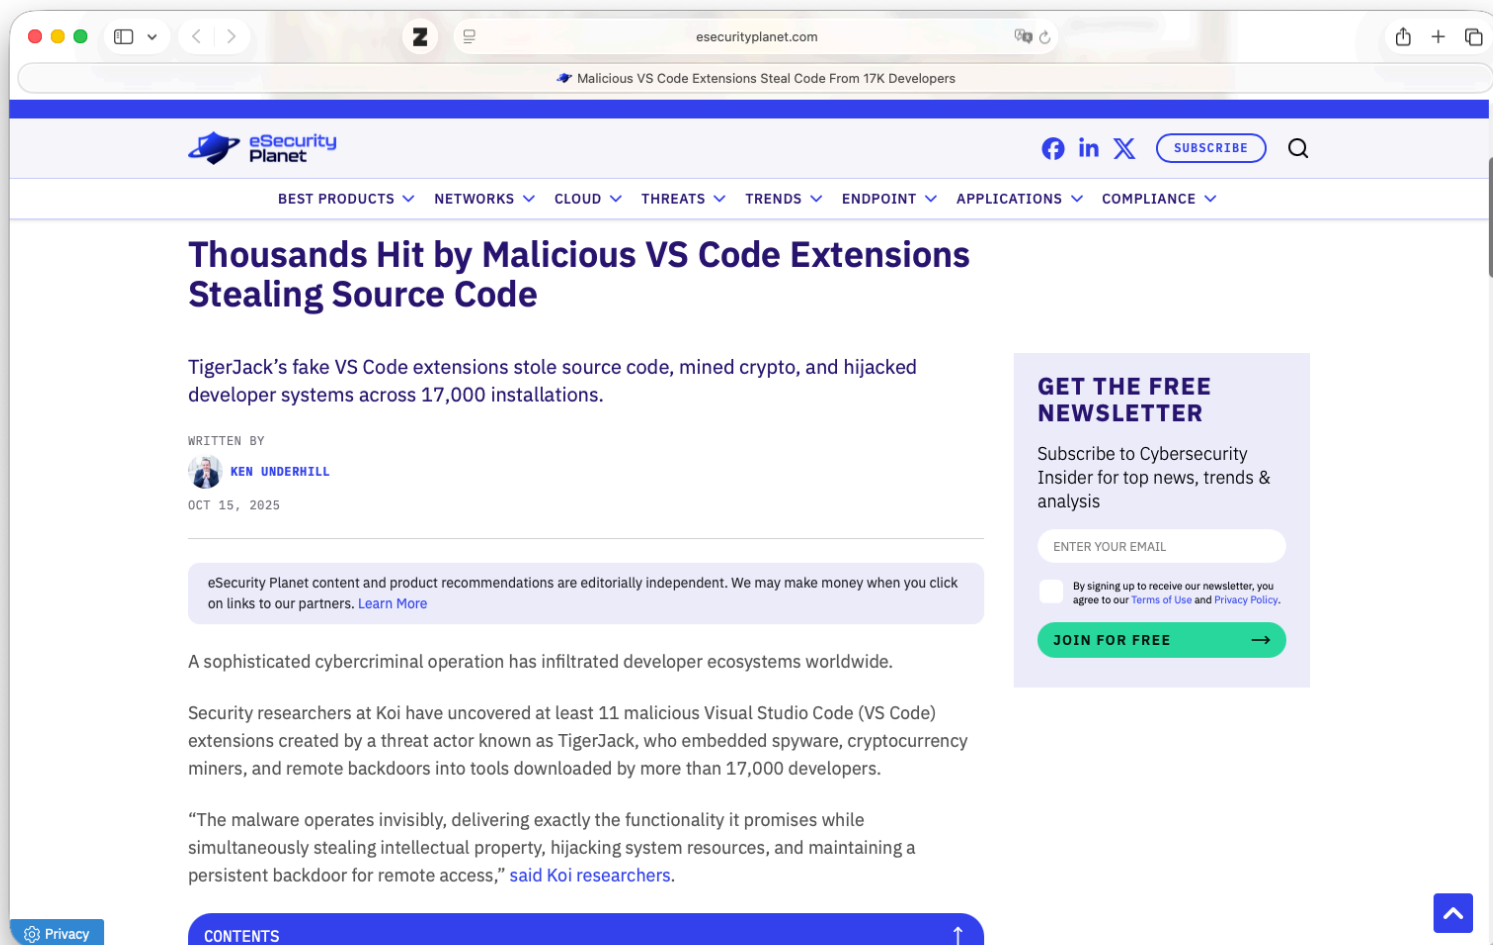 esecurityplanet.com
Malicious VS Code Extensions Steal Code From 17K Developers
eSecurity
Planet
SUBSCRIBE
BEST PRODUCTS NETWORKS CLOUD THREATS TRENDS ENDPOINT APPLICATIONS COMPLIANCE
Thousands Hit by Malicious VS Code Extensions
Stealing Source Code
TigerJack’s fake VS Code extensions stole source code, mined crypto, and hijacked
developer systems across 17,000 installations.
WRITTEN BY
KEN UNDERHILL
OCT 15, 2025
eSecurity Planet content and product recommendations are editorially independent. We may make money when you click
on links to our partners. Learn More
A sophisticated cybercriminal operation has infiltrated developer ecosystems worldwide.
Security researchers at Koi have uncovered at least 11 malicious Visual Studio Code (VS Code)
extensions created by a threat actor known as TigerJack, who embedded spyware, cryptocurrency
miners, and remote backdoors into tools downloaded by more than 17,000 developers.
“The malware operates invisibly, delivering exactly the functionality it promises while
simultaneously stealing intellectual property, hijacking system resources, and maintaining a
persistent backdoor for remote access,” said Koi researchers.
CONTENTS
GET THE FREE
NEWSLETTER
Subscribe to Cybersecurity
Insider for top news, trends &
analysis
ENTER YOUR EMAIL
By signing up to receive our newsletter, you
agree to our Terms of Use and Privacy Policy.
JOIN FOR FREE
Privacy